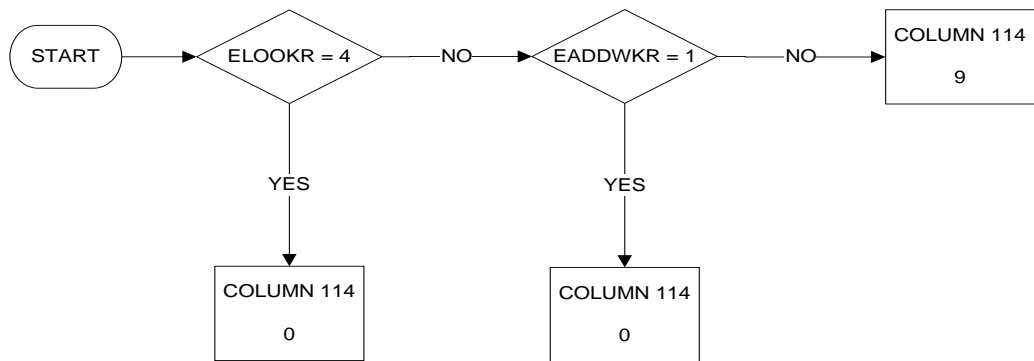 START
ELOOKR = 4
NO
EADDWKR = 1
NO
COLUMN 114
9
YES
YES
COLUMN 114
0
COLUMN 114
0